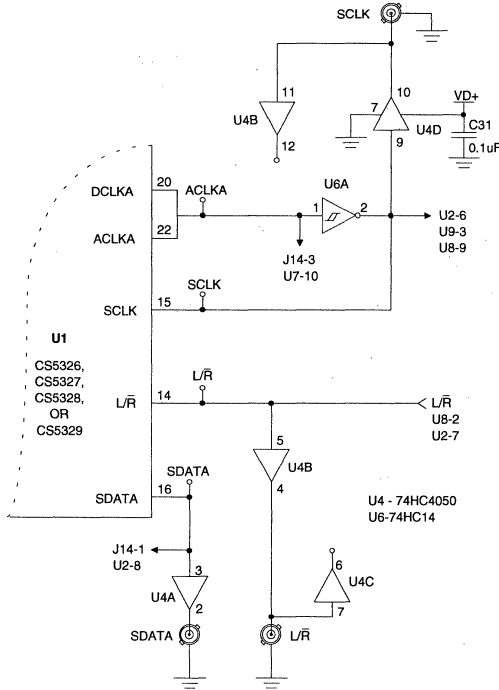 SCLK
11
U4B
12
10
7
U4D
9
VD+
C31
0.1uF
DCLKA
20
ACLKA
U6A
1
2
U2-6
U9-3
U8-9
ACLKA
22
J14-3
U7-10
SCLK
SCLK
15
U1
CS5326,
CS5327,
CS5328,
OR
CS5329
L/R̅
L/R̅
14
L/R̅
U8-2
U2-7
5
U4B
4
SDATA
SDATA
16
U4 - 74HC4050
U6-74HC14
J14-1
U2-8
3
U4A
2
6
U4C
7
SDATA
L/R̅